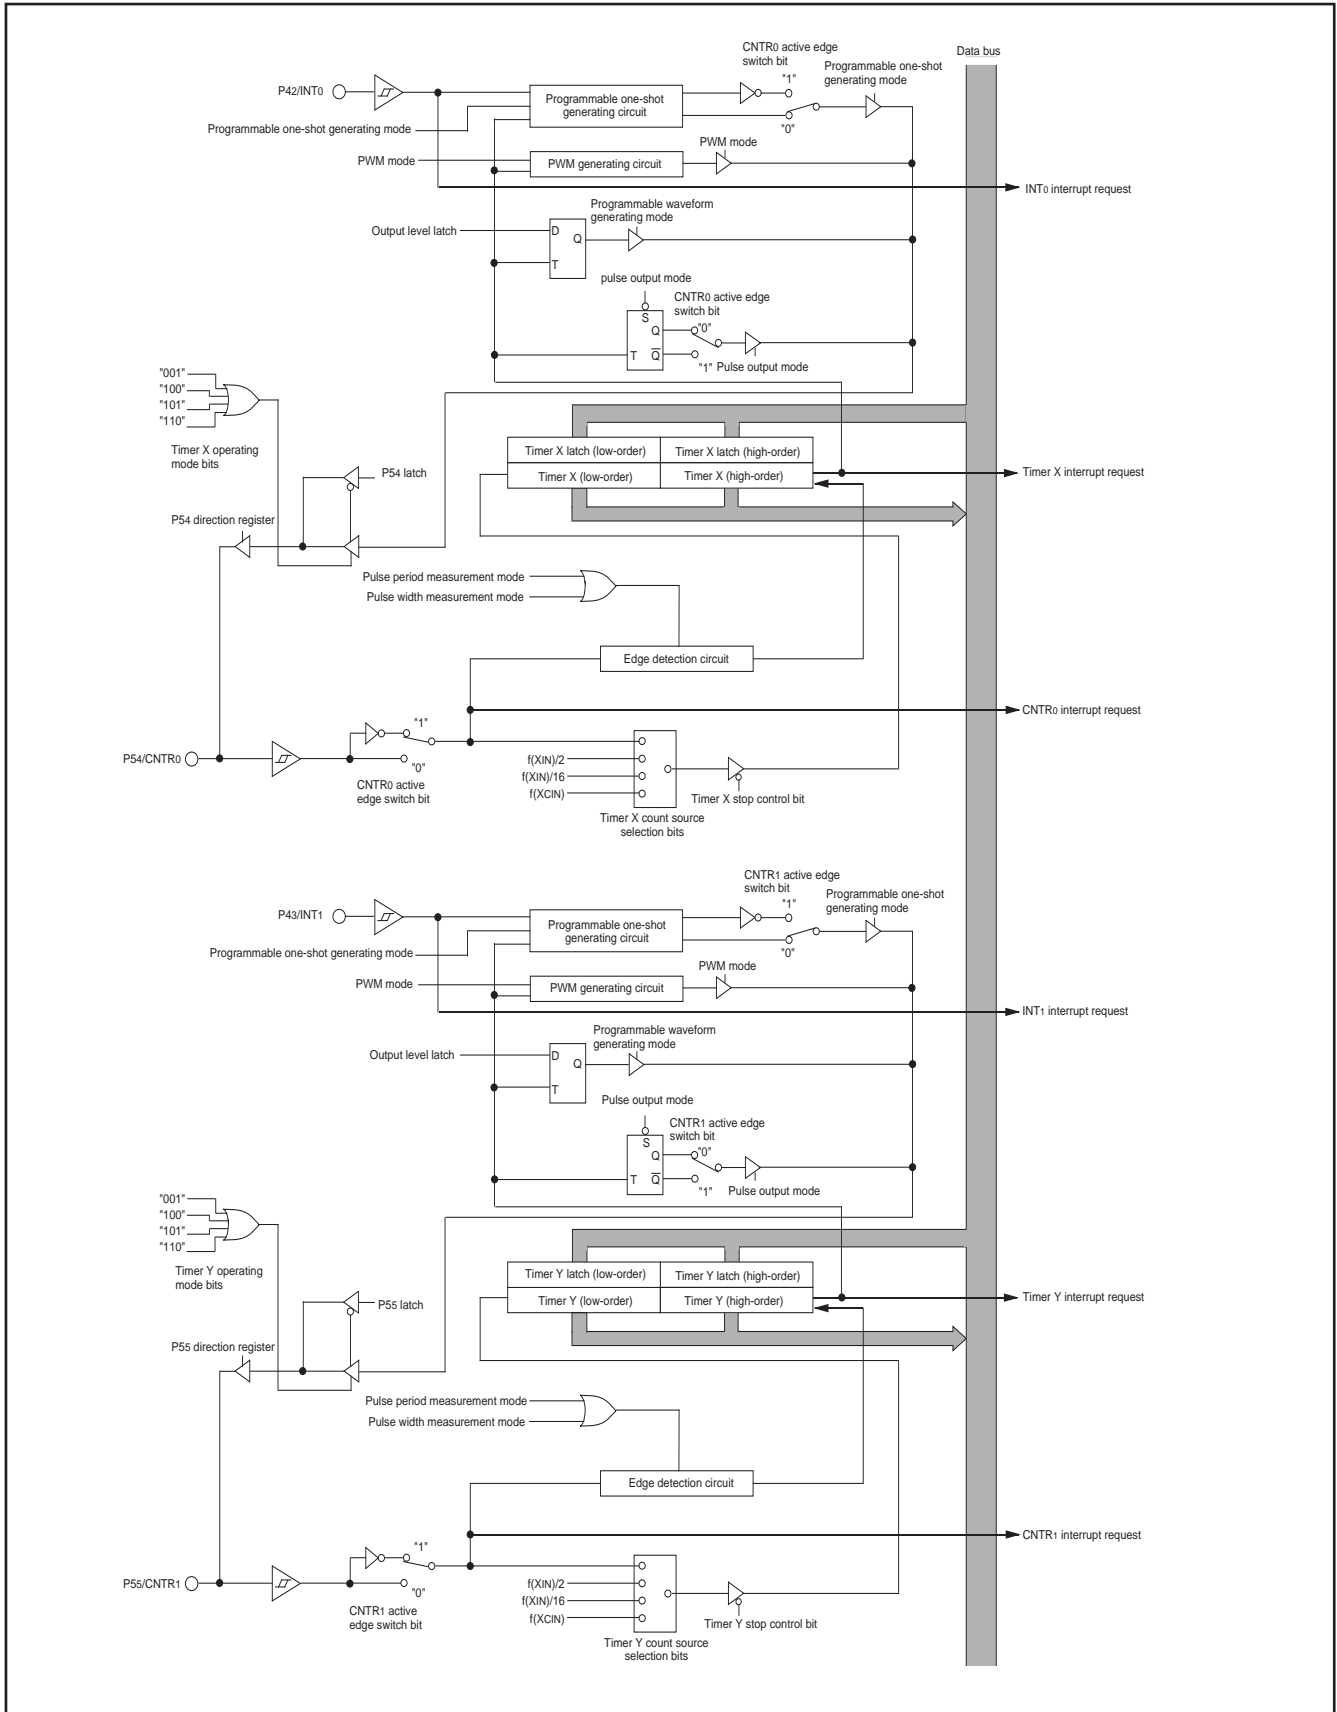 Data bus
CNTR0 active edge
switch bit
"1"
Programmable one-shot
generating mode
P42/INT0
Programmable one-shot
generating circuit
Programmable one-shot generating mode
"0"
PWM mode
PWM mode
PWM generating circuit
INT0 interrupt request
Programmable waveform
generating mode
Output level latch
D
Q
T
pulse output mode
CNTR0 active edge
switch bit
S
Q
"0"
T
Q
"1"
Pulse output mode
"001"
"100"
"101"
"110"
Timer X operating
mode bits
Timer X latch (low-order)
Timer X latch (high-order)
Timer X (low-order)
Timer X (high-order)
Timer X interrupt request
P54 latch
P54 direction register
Pulse period measurement mode
Pulse width measurement mode
Edge detection circuit
CNTR0 interrupt request
"1"
P54/CNTR0
"0"
CNTR0 active
edge switch bit
f(XIN)/2
f(XIN)/16
f(XCIN)
Timer X stop control bit
Timer X count source
selection bits
CNTR1 active edge
switch bit
"1"
Programmable one-shot
generating mode
P43/INT1
Programmable one-shot
generating circuit
Programmable one-shot generating mode
"0"
PWM mode
PWM mode
PWM generating circuit
INT1 interrupt request
Programmable waveform
generating mode
Output level latch
D
Q
T
Pulse output mode
CNTR1 active edge
switch bit
S
Q
"0"
T
Q
"1"
Pulse output mode
"001"
"100"
"101"
"110"
Timer Y operating
mode bits
Timer Y latch (low-order)
Timer Y latch (high-order)
Timer Y (low-order)
Timer Y (high-order)
Timer Y interrupt request
P55 latch
P55 direction register
Pulse period measurement mode
Pulse width measurement mode
Edge detection circuit
CNTR1 interrupt request
"1"
P55/CNTR1
"0"
CNTR1 active
edge switch bit
f(XIN)/2
f(XIN)/16
f(XCIN)
Timer Y stop control bit
Timer Y count source
selection bits